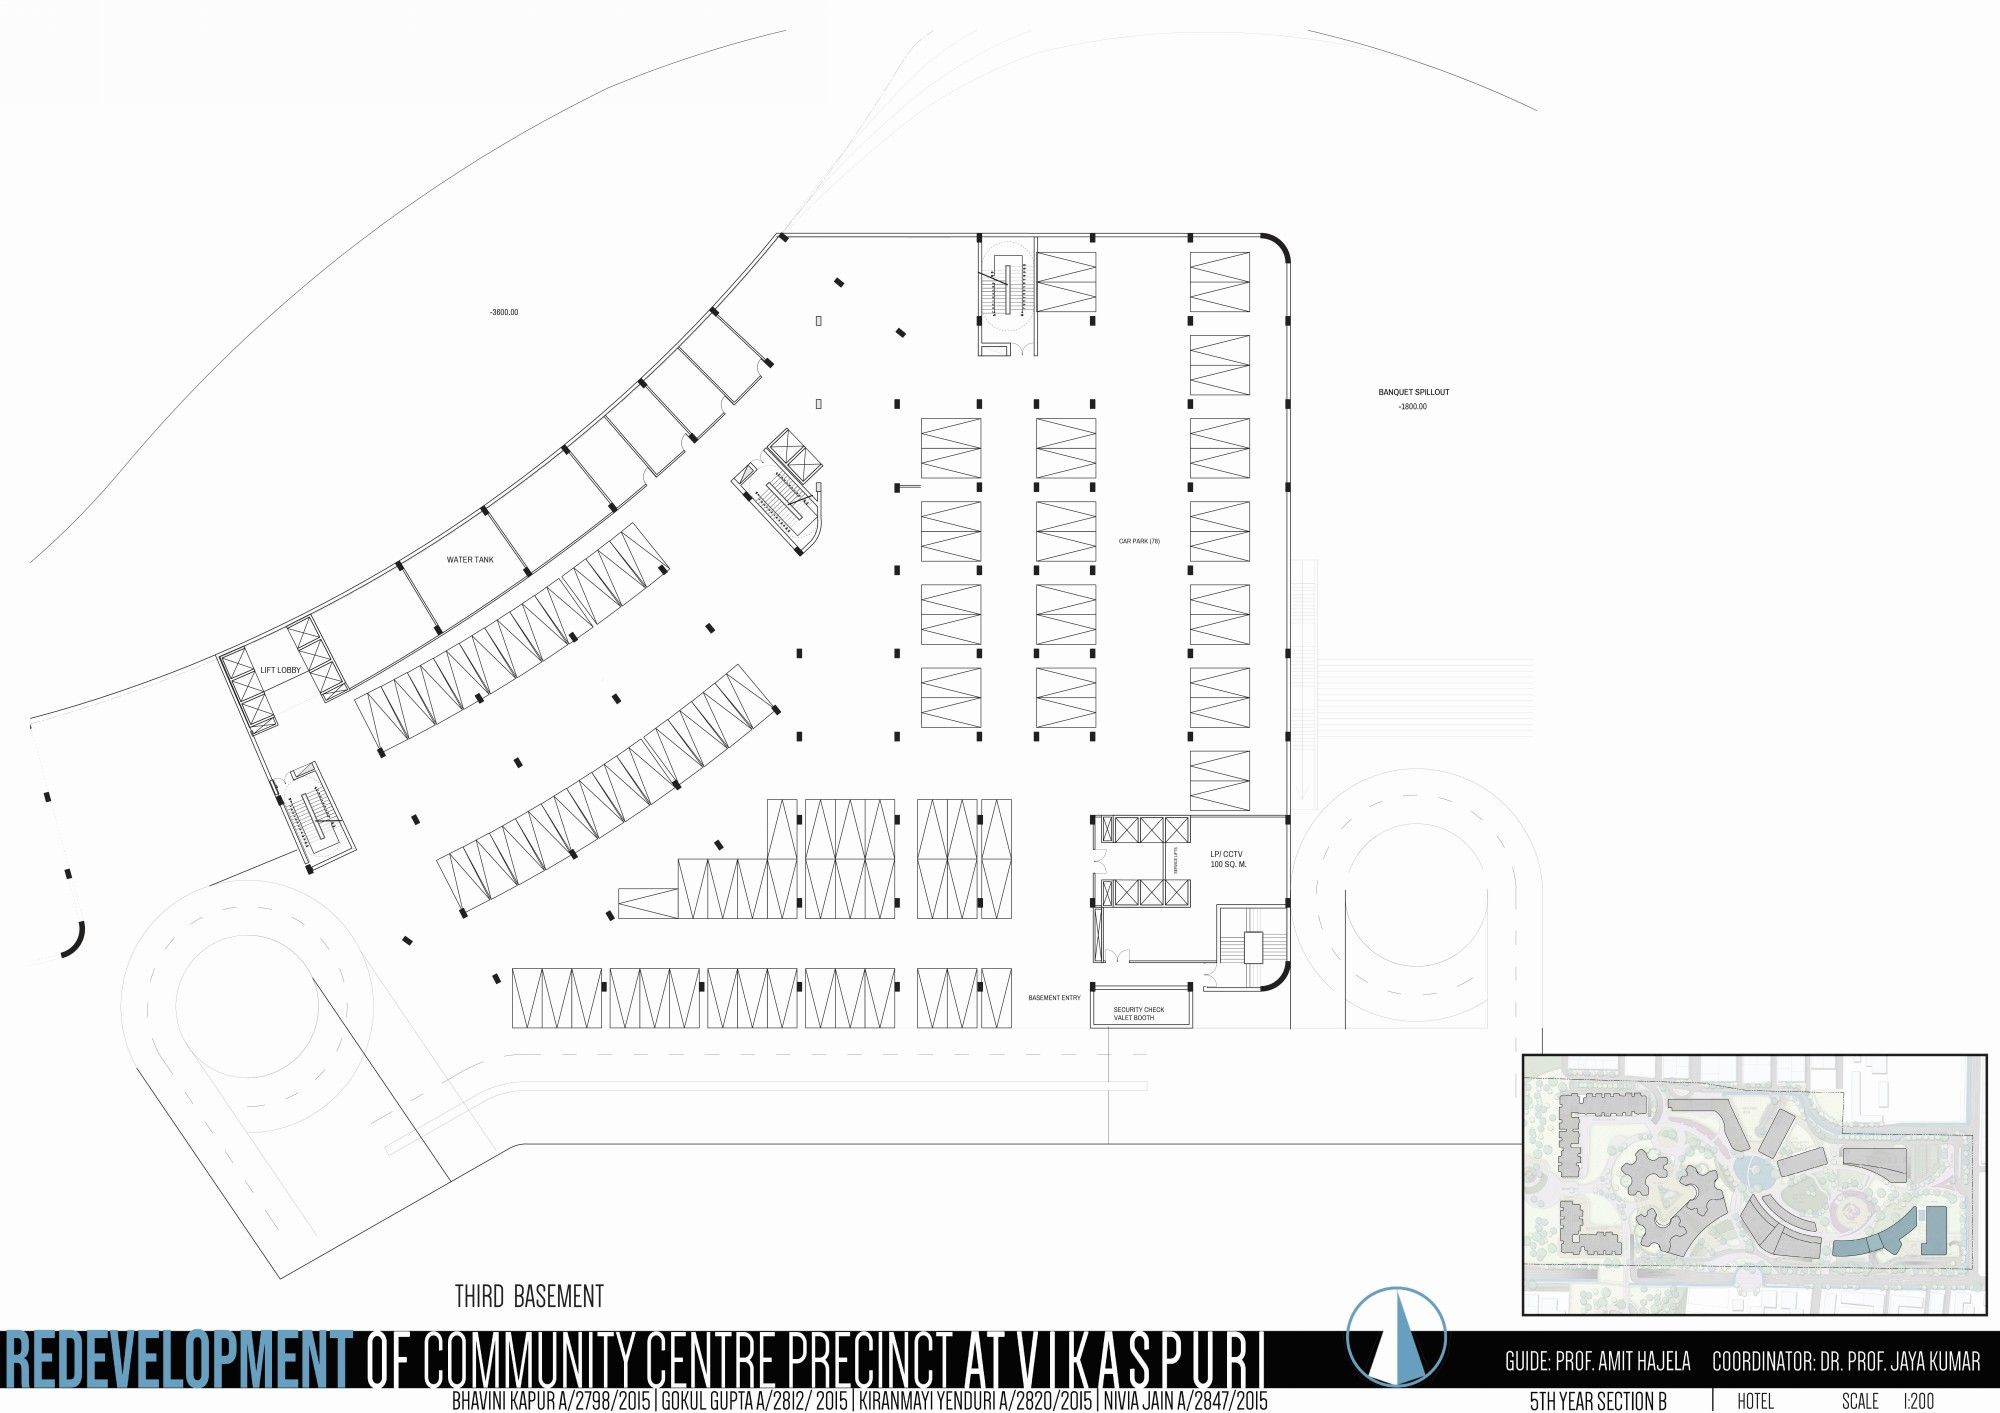 -3600.00
BANQUET SPILLOUT
-1800.00
CAR PARK (78)
WATER TANK
LIFT LOBBY
LP/ CCTV
100 SQ. M.
SERVICE LIFTS
BASEMENT ENTRY
SECURITY CHECK
VALET BOOTH
THIRD BASEMENT
REDEVELOPMENT OF COMMUNITY CENTRE PRECINCT AT VIKASPURI
GUIDE: PROF. AMIT HAJELA COORDINATOR: DR. PROF. JAYA KUMAR
BHAVINI KAPUR A/2798/2015 | GOKUL GUPTA A/2812/ 2015 | KIRANMAYI YENDURI A/2820/2015 | NIVIA JAIN A/2847/2015
5TH YEAR SECTION B | HOTEL SCALE 1:200